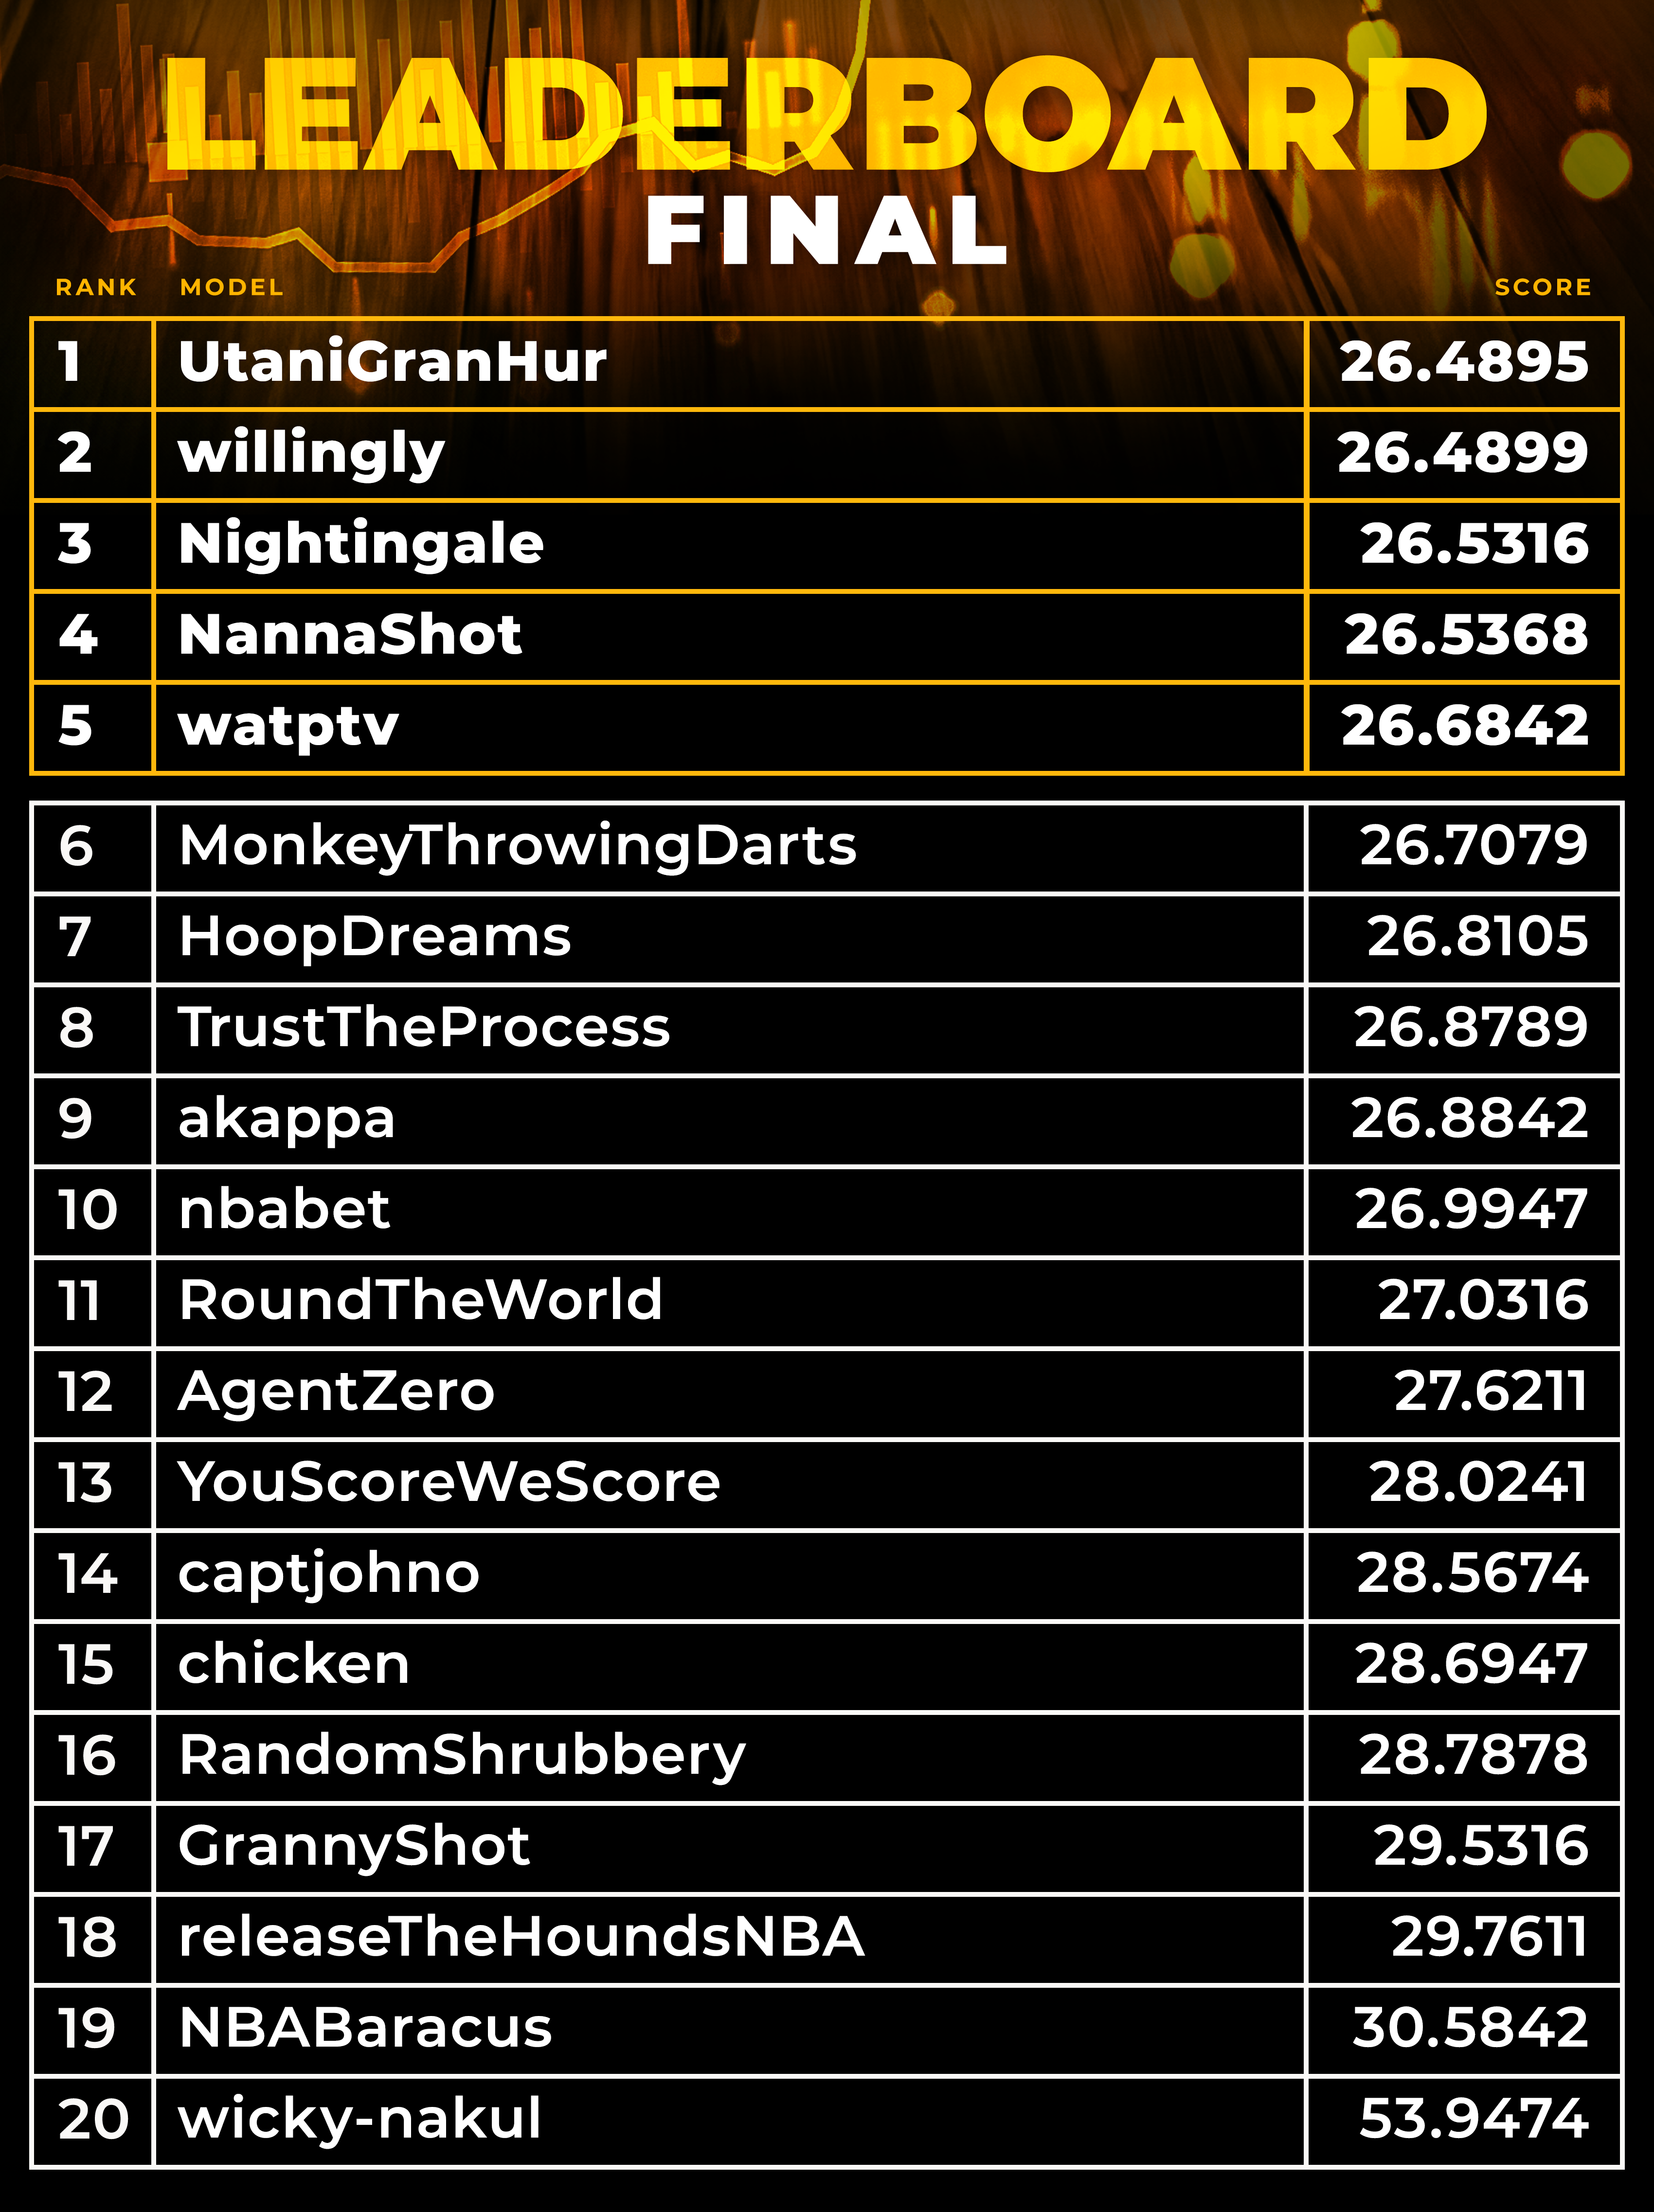 LEADERBOARD
FINAL
RANK MODEL SCORE
1 UtaniGranHur 26.4895
2 willingly 26.4899
3 Nightingale 26.5316
4 NannaShot 26.5368
5 watptv 26.6842
6 MonkeyThrowingDarts 26.7079
7 HoopDreams 26.8105
8 TrustTheProcess 26.8789
9 akappa 26.8842
10 nbabet 26.9947
11 RoundTheWorld 27.0316
12 AgentZero 27.6211
13 YouScoreWeScore 28.0241
14 captjohno 28.5674
15 chicken 28.6947
16 RandomShrubbery 28.7878
17 GrannyShot 29.5316
18 releaseTheHoundsNBA 29.7611
19 NBABaracus 30.5842
20 wicky-nakul 53.9474